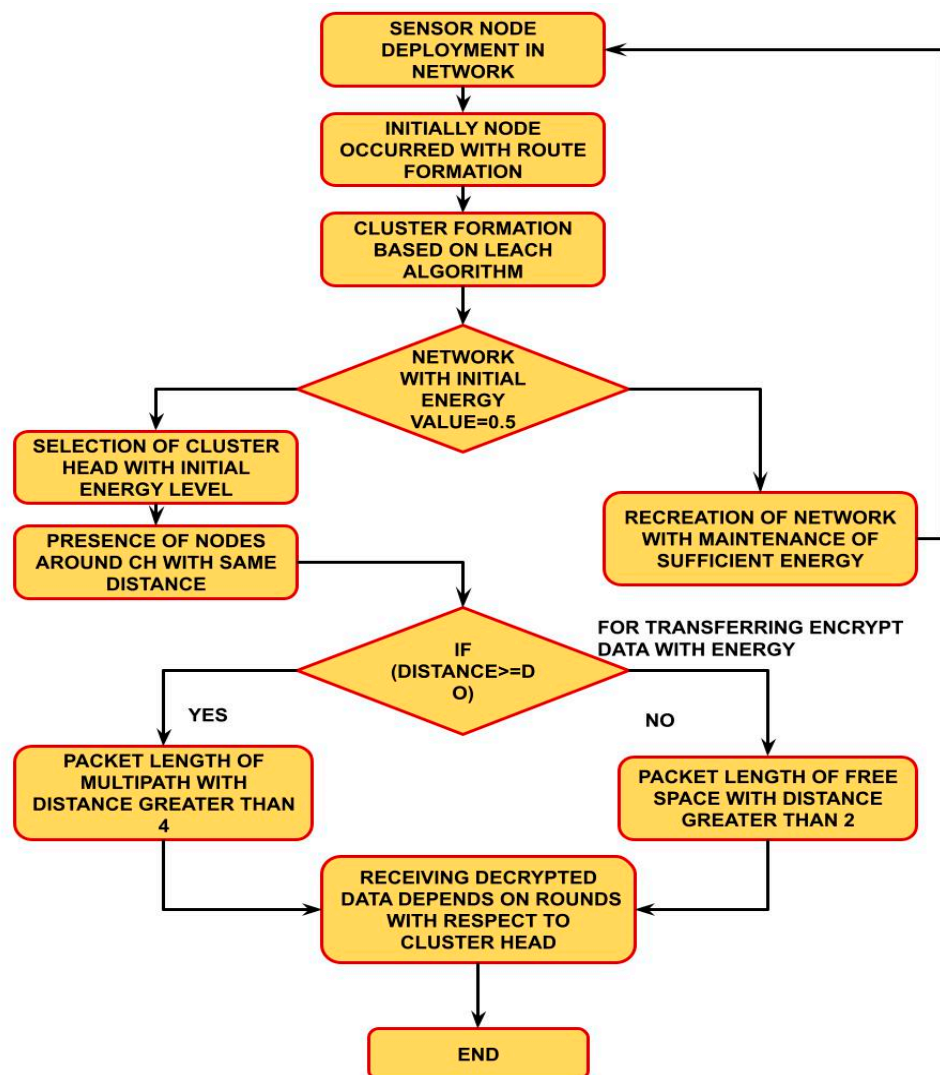 SENSOR NODE
DEPLOYMENT IN
NETWORK
INITIALLY NODE
OCCURRED WITH ROUTE
FORMATION
CLUSTER FORMATION
BASED ON LEACH
ALGORITHM
NETWORK
WITH INITIAL
ENERGY
VALUE=0.5
SELECTION OF CLUSTER
HEAD WITH INITIAL
ENERGY LEVEL
RECREATION OF NETWORK
WITH MAINTENANCE OF
SUFFICIENT ENERGY
PRESENCE OF NODES
AROUND CH WITH SAME
DISTANCE
IF
(DISTANCE>=D
O)
FOR TRANSFERRING ENCRYPT
DATA WITH ENERGY
YES
NO
PACKET LENGTH OF
MULTIPATH WITH
DISTANCE GREATER THAN
4
PACKET LENGTH OF FREE
SPACE WITH DISTANCE
GREATER THAN 2
RECEIVING DECRYPTED
DATA DEPENDS ON ROUNDS
WITH RESPECT TO
CLUSTER HEAD
END